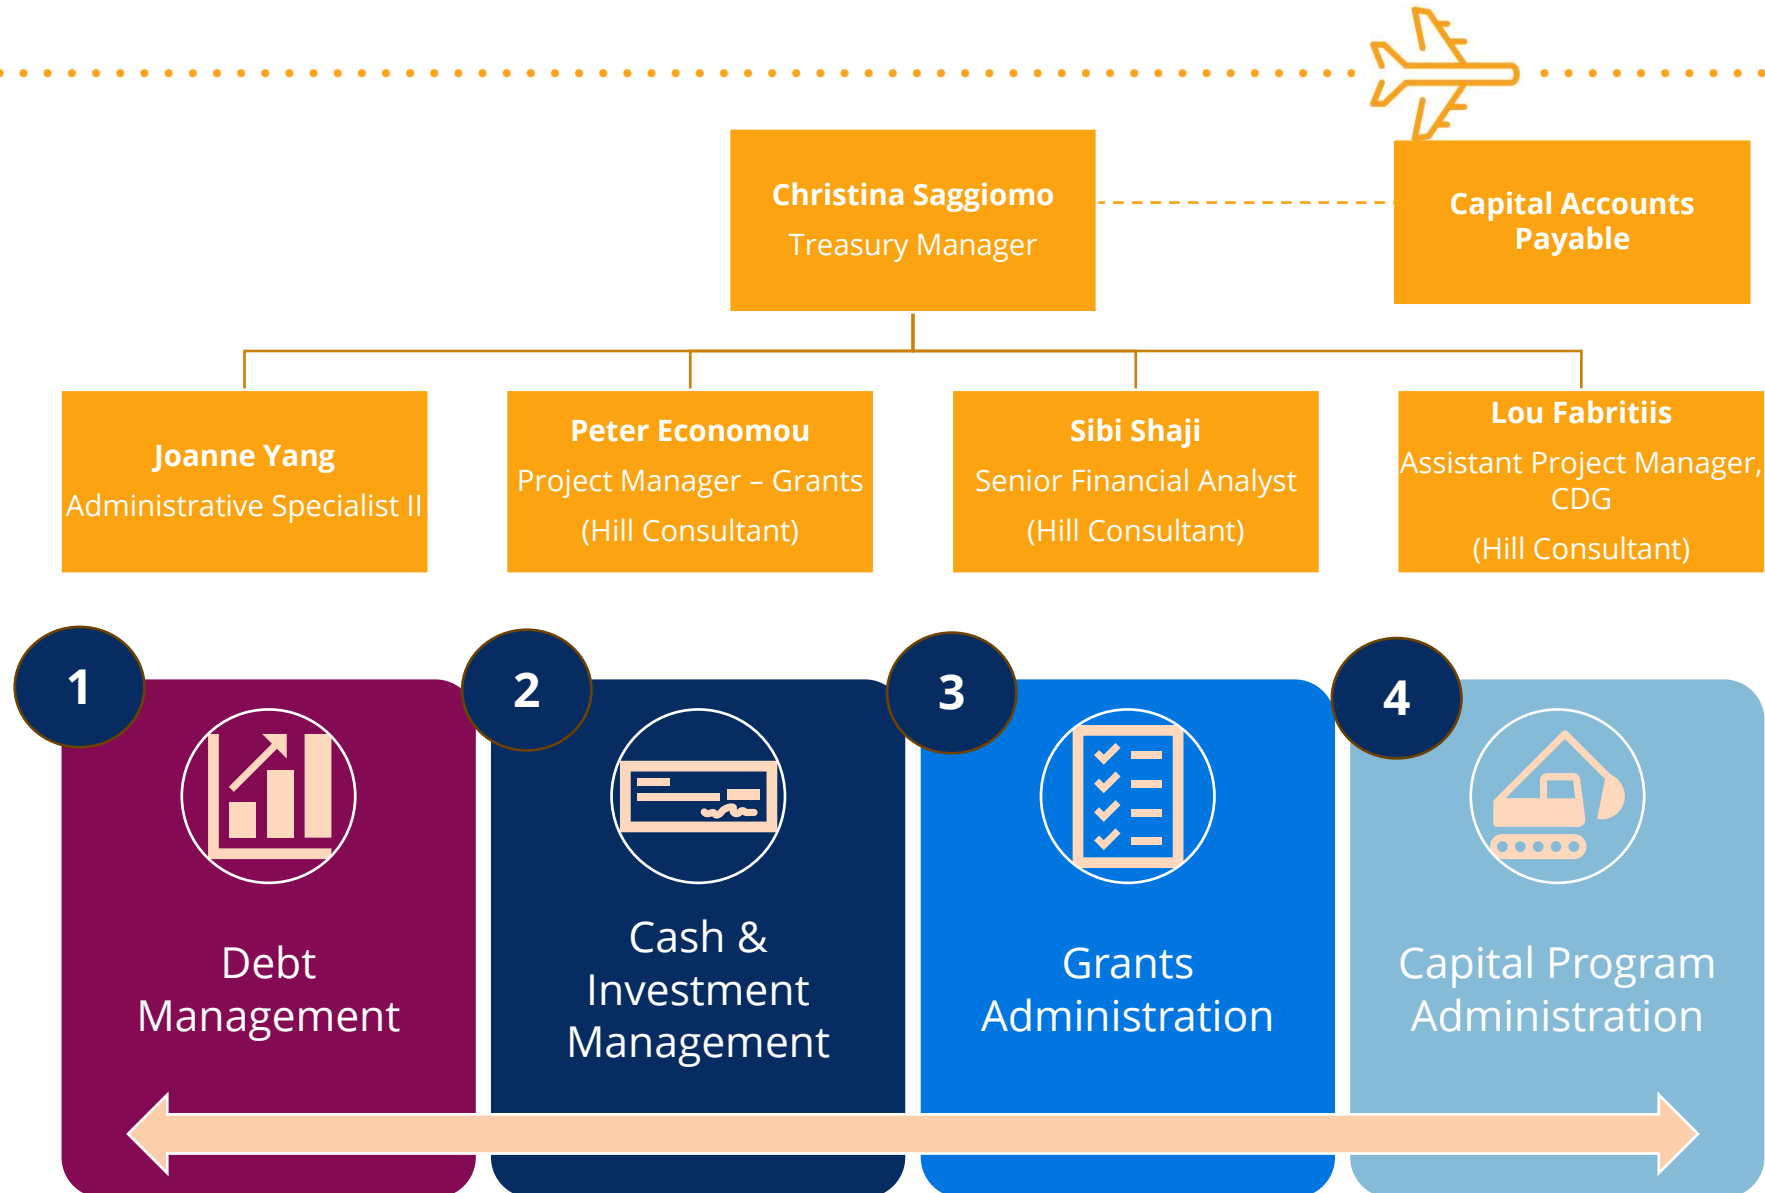 Christina Saggiomo
Treasury Manager
Capital Accounts
Payable
Joanne Yang
Administrative Specialist II
Peter Economou
Project Manager – Grants
(Hill Consultant)
Sibi Shaji
Senior Financial Analyst
(Hill Consultant)
Lou Fabritiis
Assistant Project Manager,
CDG
(Hill Consultant)
1
Debt
Management
2
Cash &
Investment
Management
3
Grants
Administration
4
Capital Program
Administration